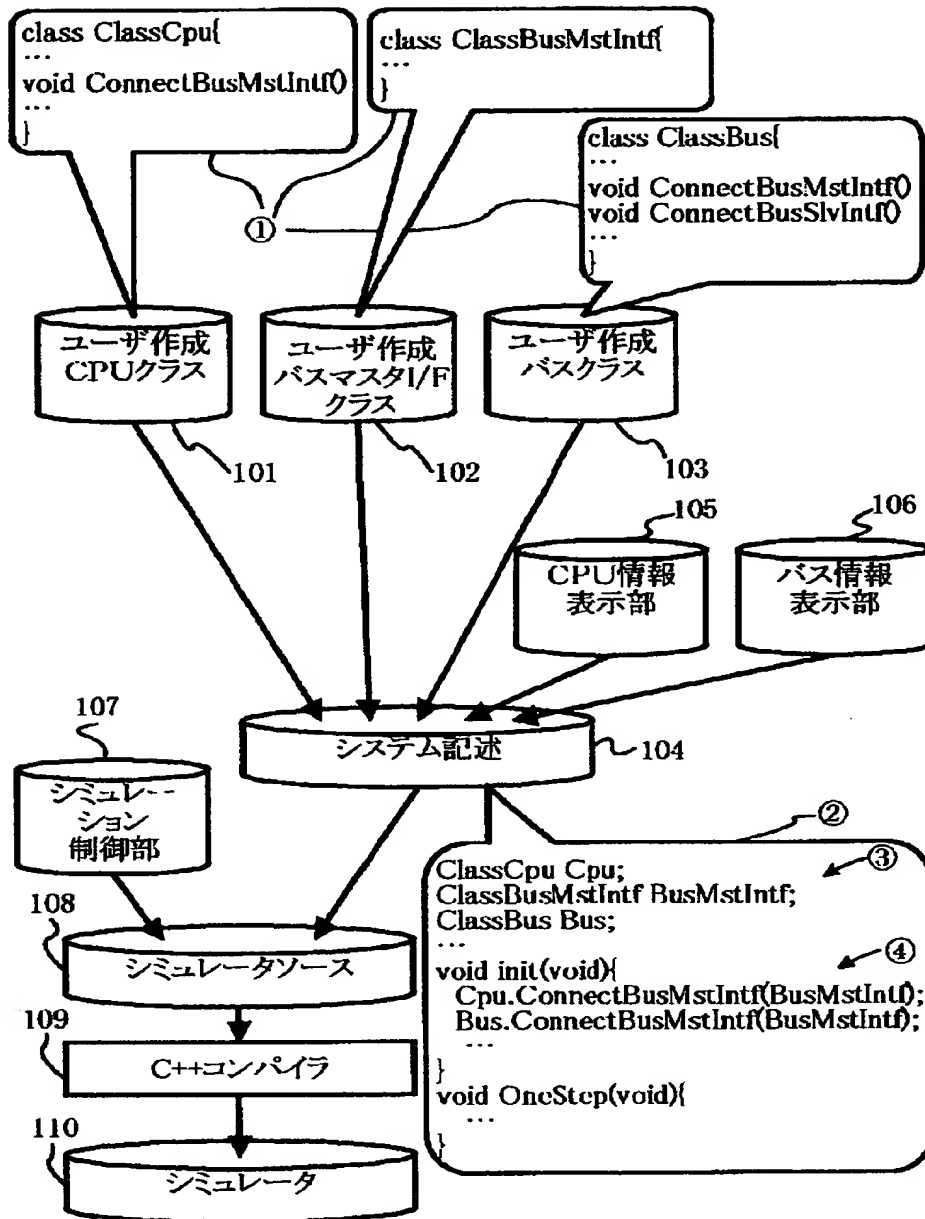 class ClassCpu{
...
void ConnectBusMstIntf()
...
}
class ClassBusMstIntf{
...
}
class ClassBus{
...
void ConnectBusMstIntf()
void ConnectBusSlvIntf()
...
}
①
ユーザ作成
CPUクラス
ユーザ作成
バスマスタI/F
クラス
ユーザ作成
バスクラス
101
102
103
105
106
CPU情報
表示部
バス情報
表示部
107
システム記述
104
シミュレー
ション
制御部
②
ClassCpu Cpu;
③
ClassBusMstIntf BusMstIntf;
ClassBus Bus;
...
void init(void){
④
Cpu.ConnectBusMstIntf(BusMstIntf);
Bus.ConnectBusMstIntf(BusMstIntf);
...
}
void OneStep(void){
...
}
108
シミュレータソース
109
C++コンパイラ
110
シミュレータ